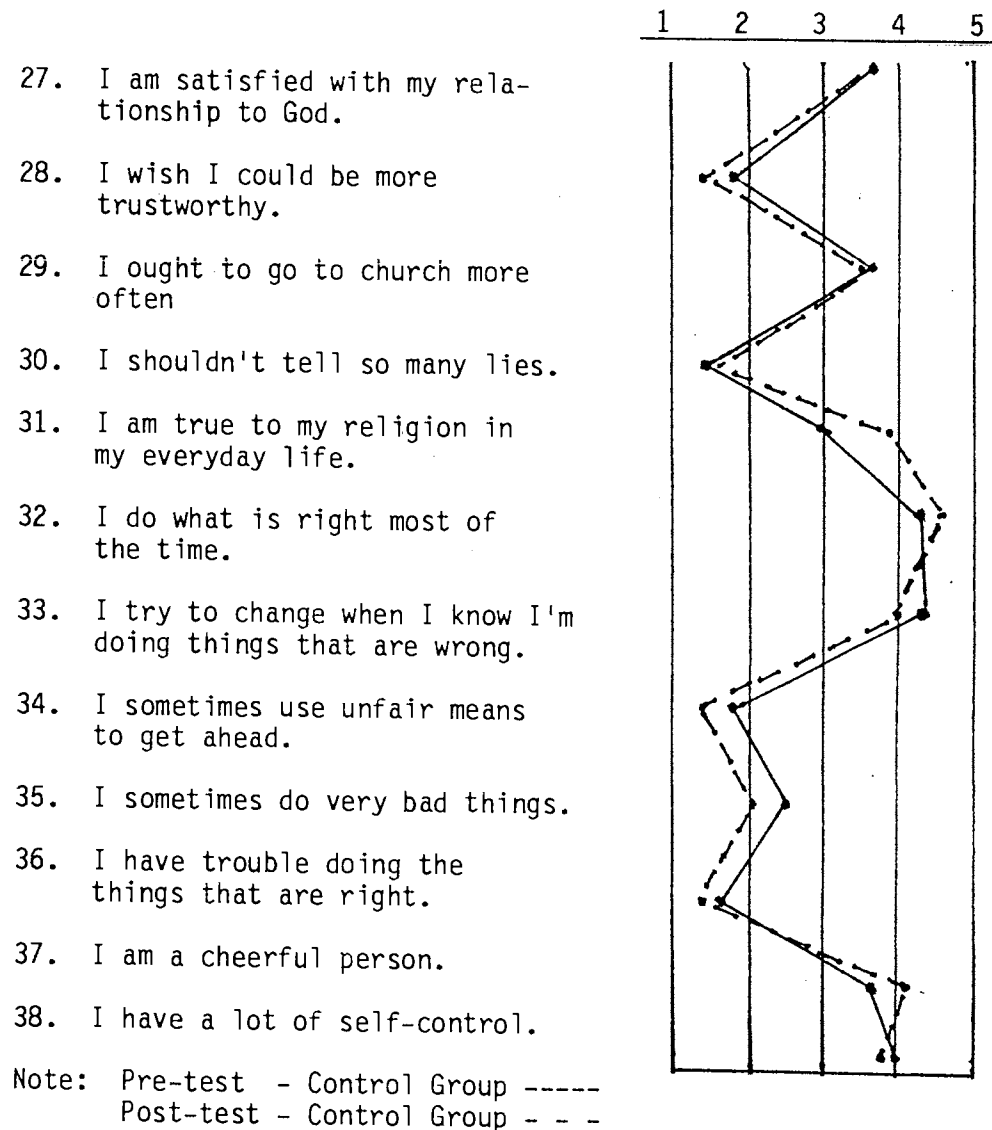 1 2 3 4 5
27. I am satisfied with my rela-
tionship to God.
28. I wish I could be more
trustworthy.
29. I ought to go to church more
often
30. I shouldn't tell so many lies.
31. I am true to my religion in
my everyday life.
32. I do what is right most of
the time.
33. I try to change when I know I'm
doing things that are wrong.
34. I sometimes use unfair means
to get ahead.
35. I sometimes do very bad things.
36. I have trouble doing the
things that are right.
37. I am a cheerful person.
38. I have a lot of self-control.
Note: Pre-test - Control Group -----
Post-test - Control Group - - -